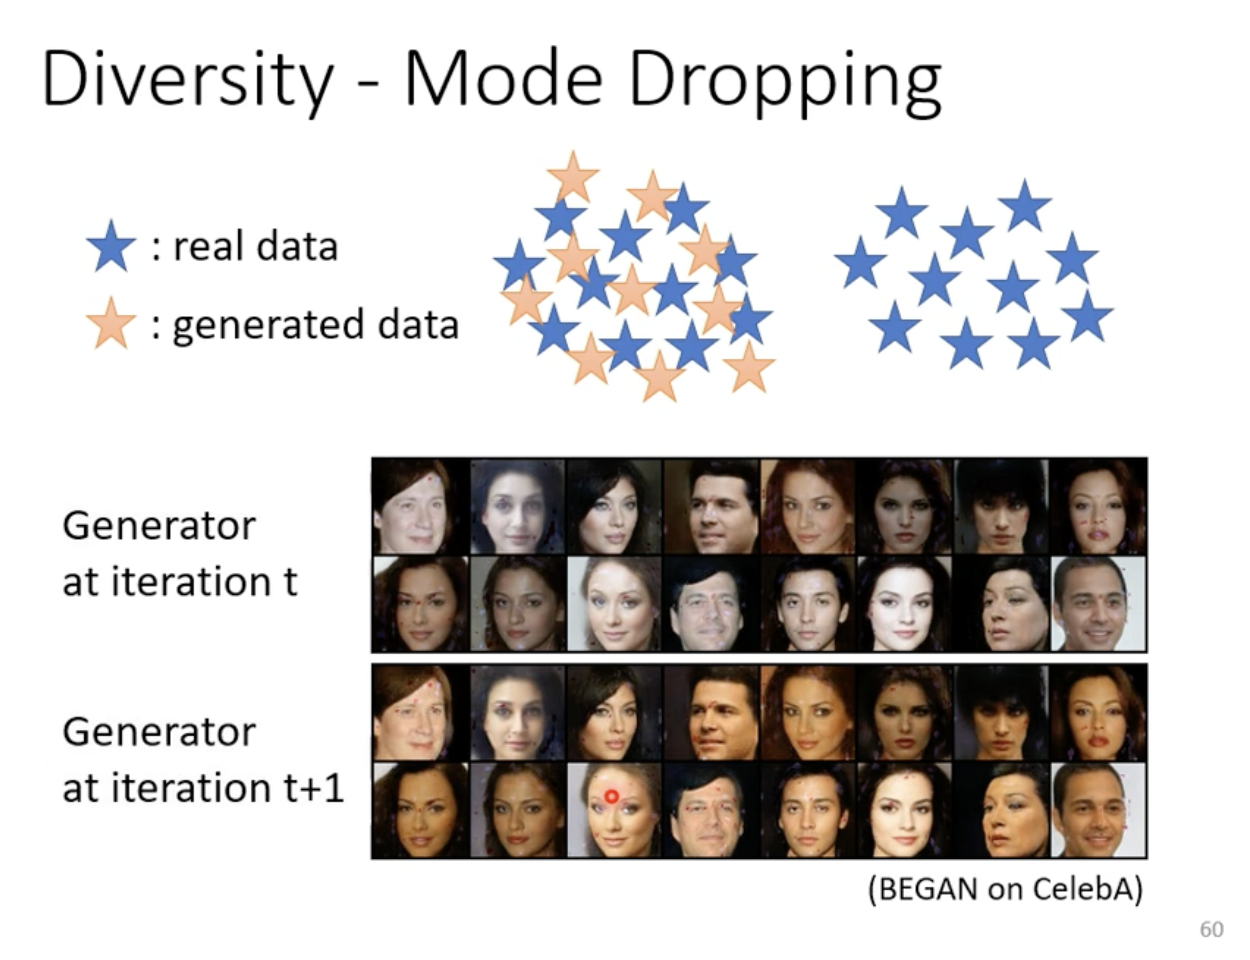 Diversity - Mode Dropping
: real data
: generated data
Generator
at iteration t
Generator
at iteration t+1
(BEGAN on CelebA)
60